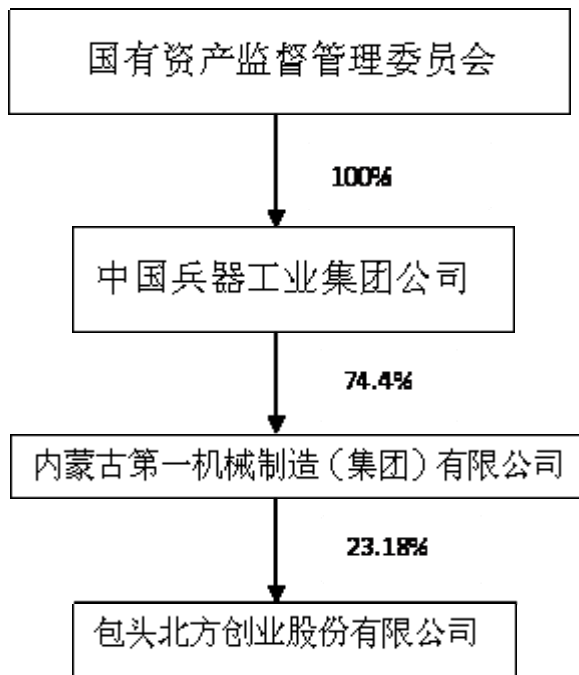 国有资产监督管理委员会
100%
中国兵器工业集团公司
74.4%
内蒙古第一机械制造（集团）有限公司
23.18%
包头北方创业股份有限公司